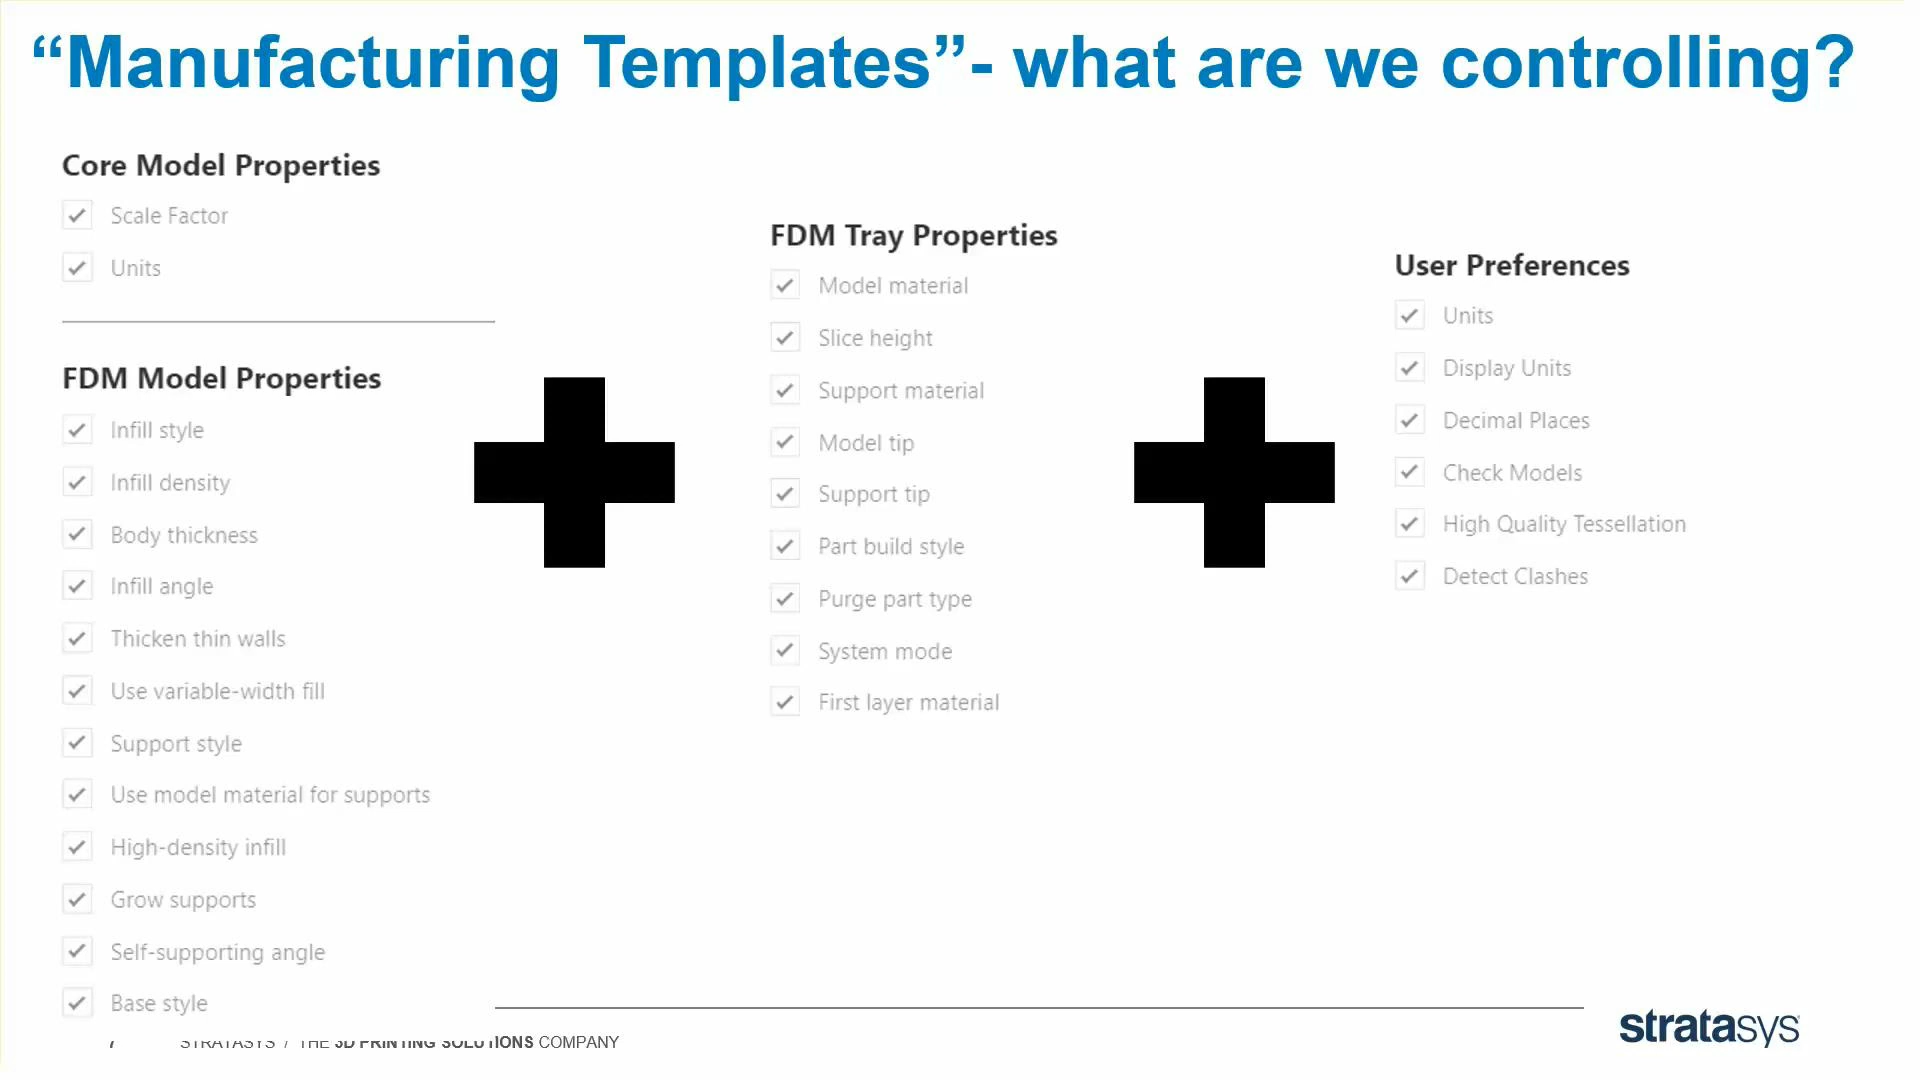 “Manufacturing Templates”- what are we controlling?
Core Model Properties
Scale Factor
Units
FDM Model Properties
Infill style
Infill density
Body thickness
Infill angle
Thicken thin walls
Use variable-width fill
Support style
Use model material for supports
High-density infill
Grow supports
Self-supporting angle
Base style
FDM Tray Properties
Model material
Slice height
Support material
Model tip
Support tip
Part build style
Purge part type
System mode
First layer material
User Preferences
Units
Display Units
Decimal Places
Check Models
High Quality Tessellation
Detect Clashes
7 STRATASYS / THE 3D PRINTING SOLUTIONS COMPANY
stratasys